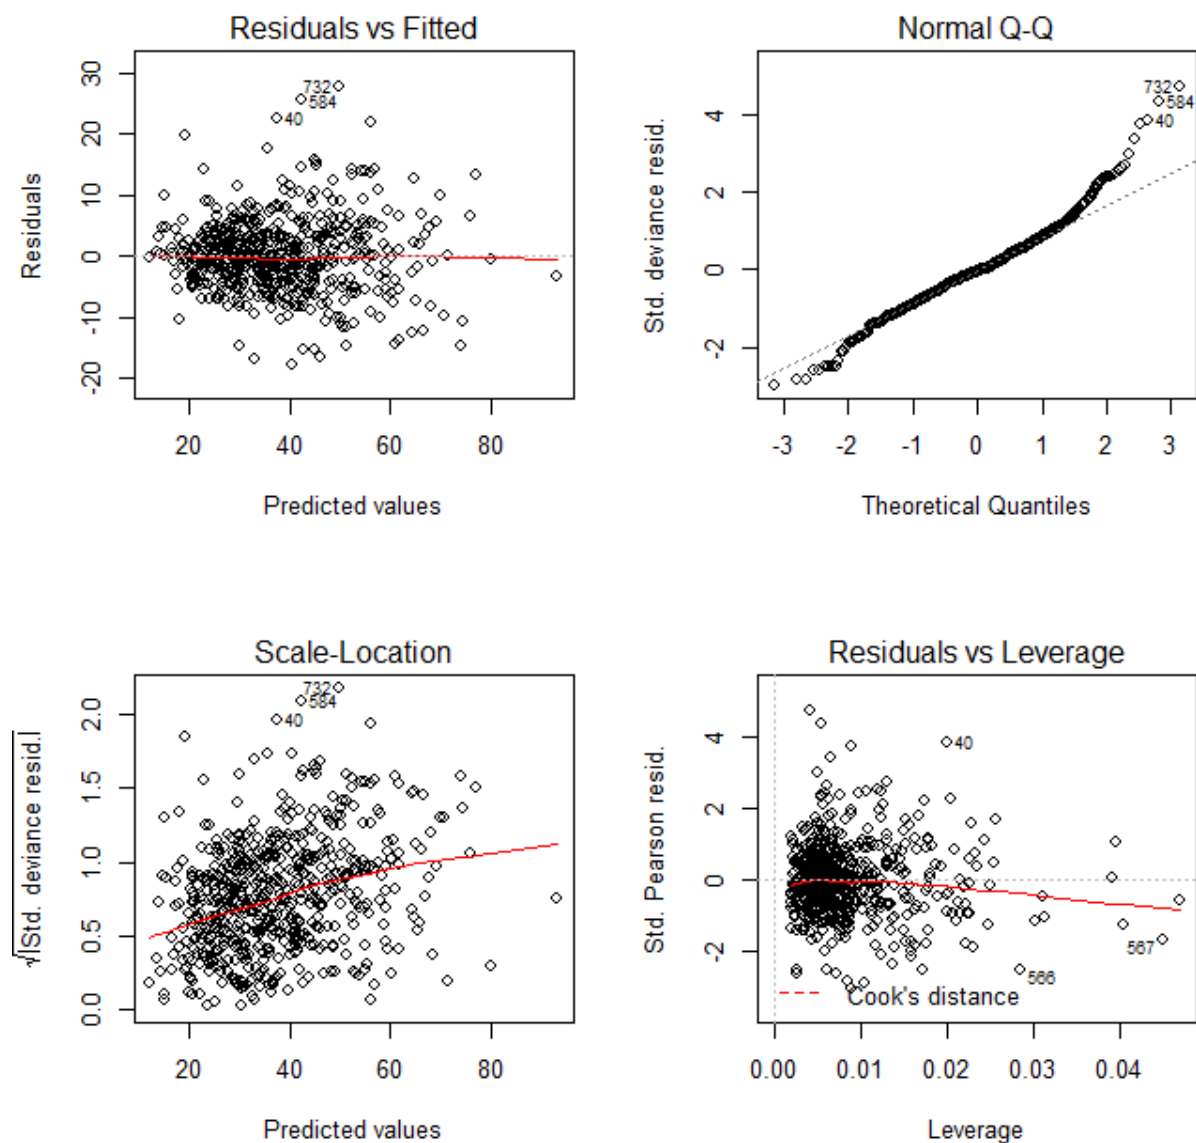 Residuals vs Fitted
Residuals
30
20
10
0
-10
-20
732
584
40
20 40 60 80
Predicted values
Normal Q-Q
Std. deviance resid.
4
2
0
-2
732
584
40
-3 -2 -1 0 1 2 3
Theoretical Quantiles
Scale-Location
√|Std. deviance resid.|
2.0
1.5
1.0
0.5
0.0
732
584
40
20 40 60 80
Predicted values
Residuals vs Leverage
Std. Pearson resid.
4
2
0
-2
40
567
566
Cook's distance
0.00 0.01 0.02 0.03 0.04
Leverage